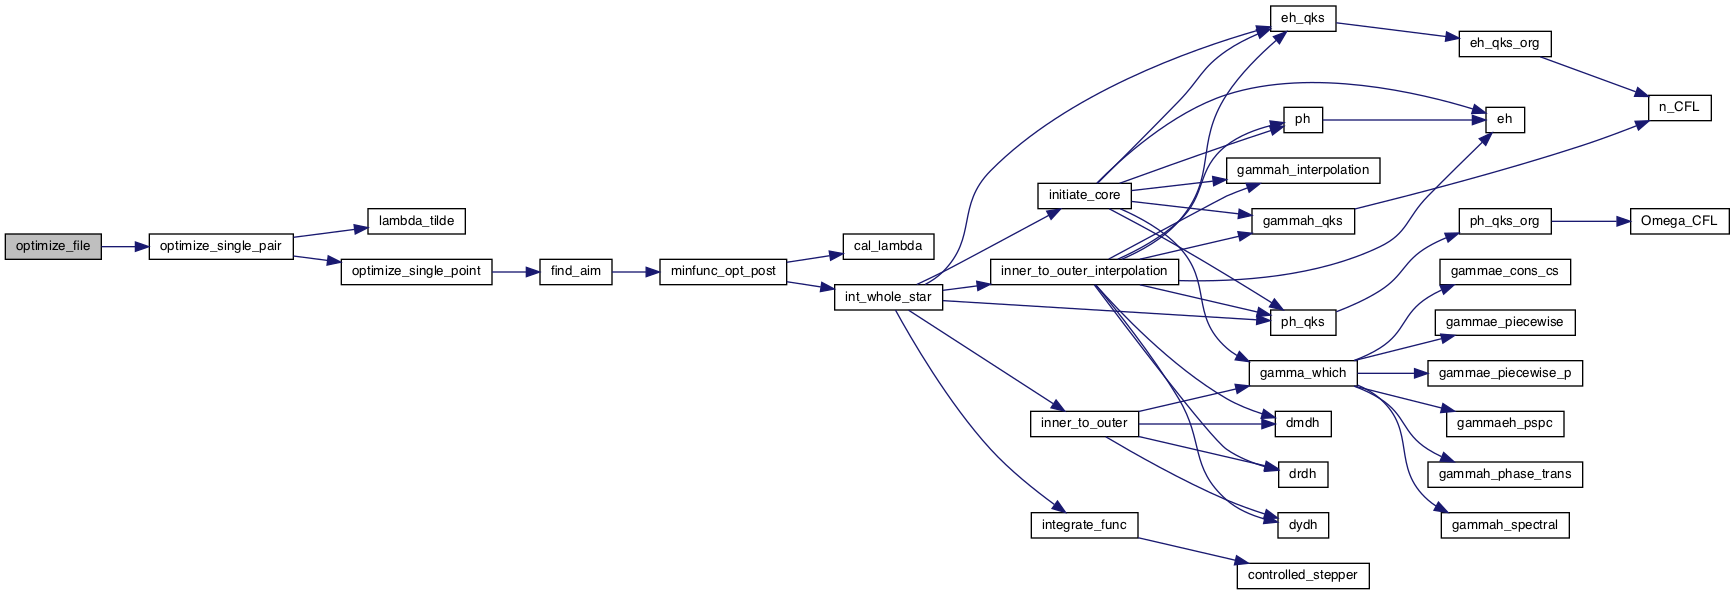 optimize_file
optimize_single_pair
lambda_tilde
optimize_single_point
find_aim
minfunc_opt_post
cal_lambda
int_whole_star
initiate_core
inner_to_outer_interpolation
inner_to_outer
integrate_func
eh_qks
ph
gammah_interpolation
gammah_qks
ph_qks
gamma_which
dmdh
drdh
dydh
controlled_stepper
eh_qks_org
eh
ph_qks_org
gammae_cons_cs
gammae_piecewise
gammae_piecewise_p
gammaeh_pspc
gammah_phase_trans
gammah_spectral
n_CFL
Omega_CFL